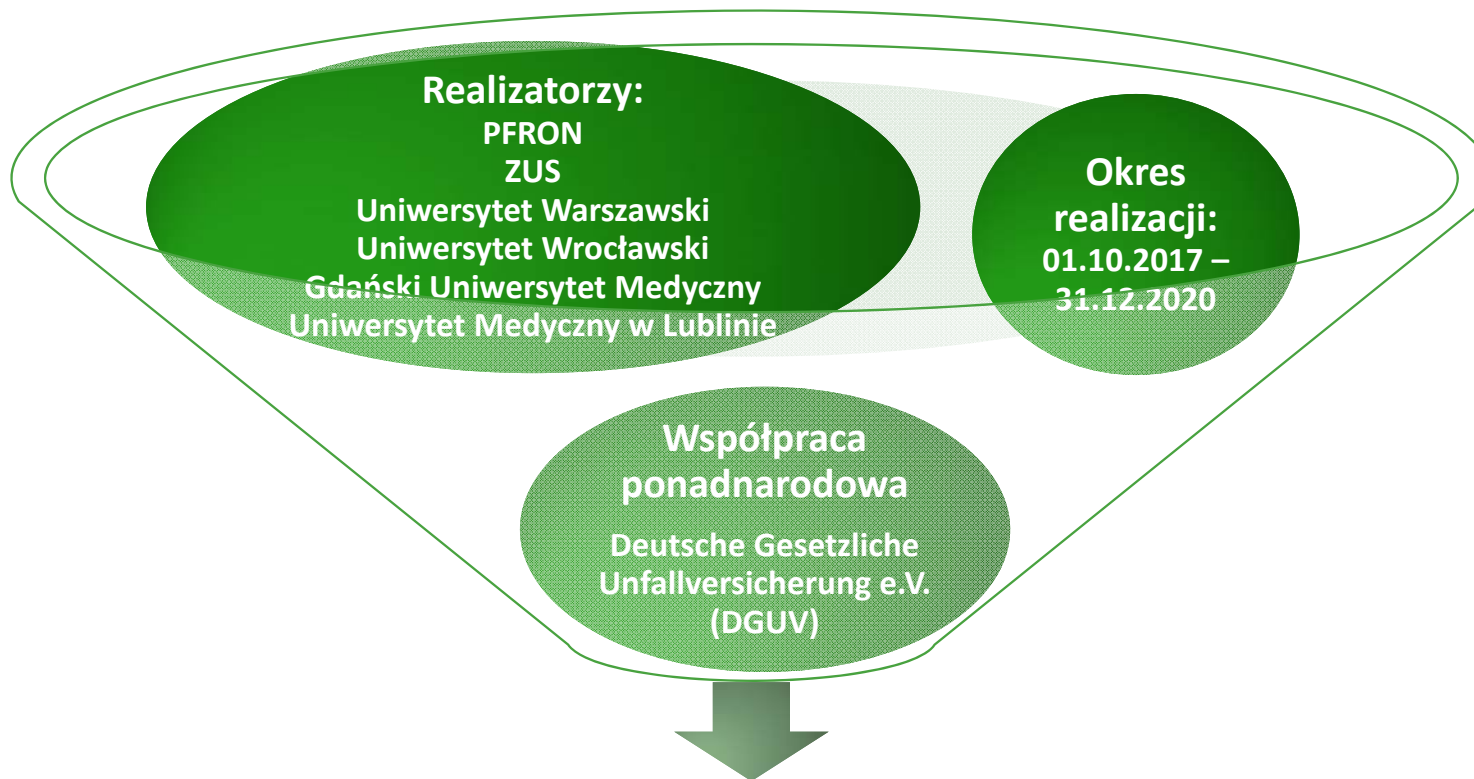 Realizatorzy:
PFRON
ZUS
Uniwersytet Warszawski
Uniwersytet Wrocławski
Gdański Uniwersytet Medyczny
Uniwersytet Medyczny w Lublinie
Okres
realizacji:
01.10.2017 –
31.12.2020
Współpraca
ponadnarodowa
Deutsche Gesetzliche
Unfallversicherung e.V.
(DGUV)